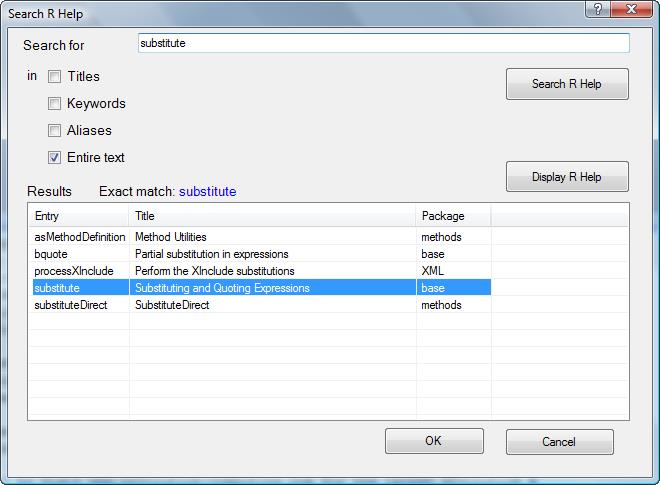 Search R Help
Search for substitute
in Titles
Keywords
Search R Help
Aliases
Entire text
Display R Help
Results Exact match: substitute
Entry Title Package
asMethodDefinition Method Utilities methods
bquote Partial substitution in expressions base
processXInclude Perform the XInclude substitutions XML
substitute Substituting and Quoting Expressions base
substituteDirect SubstituteDirect methods
OK Cancel